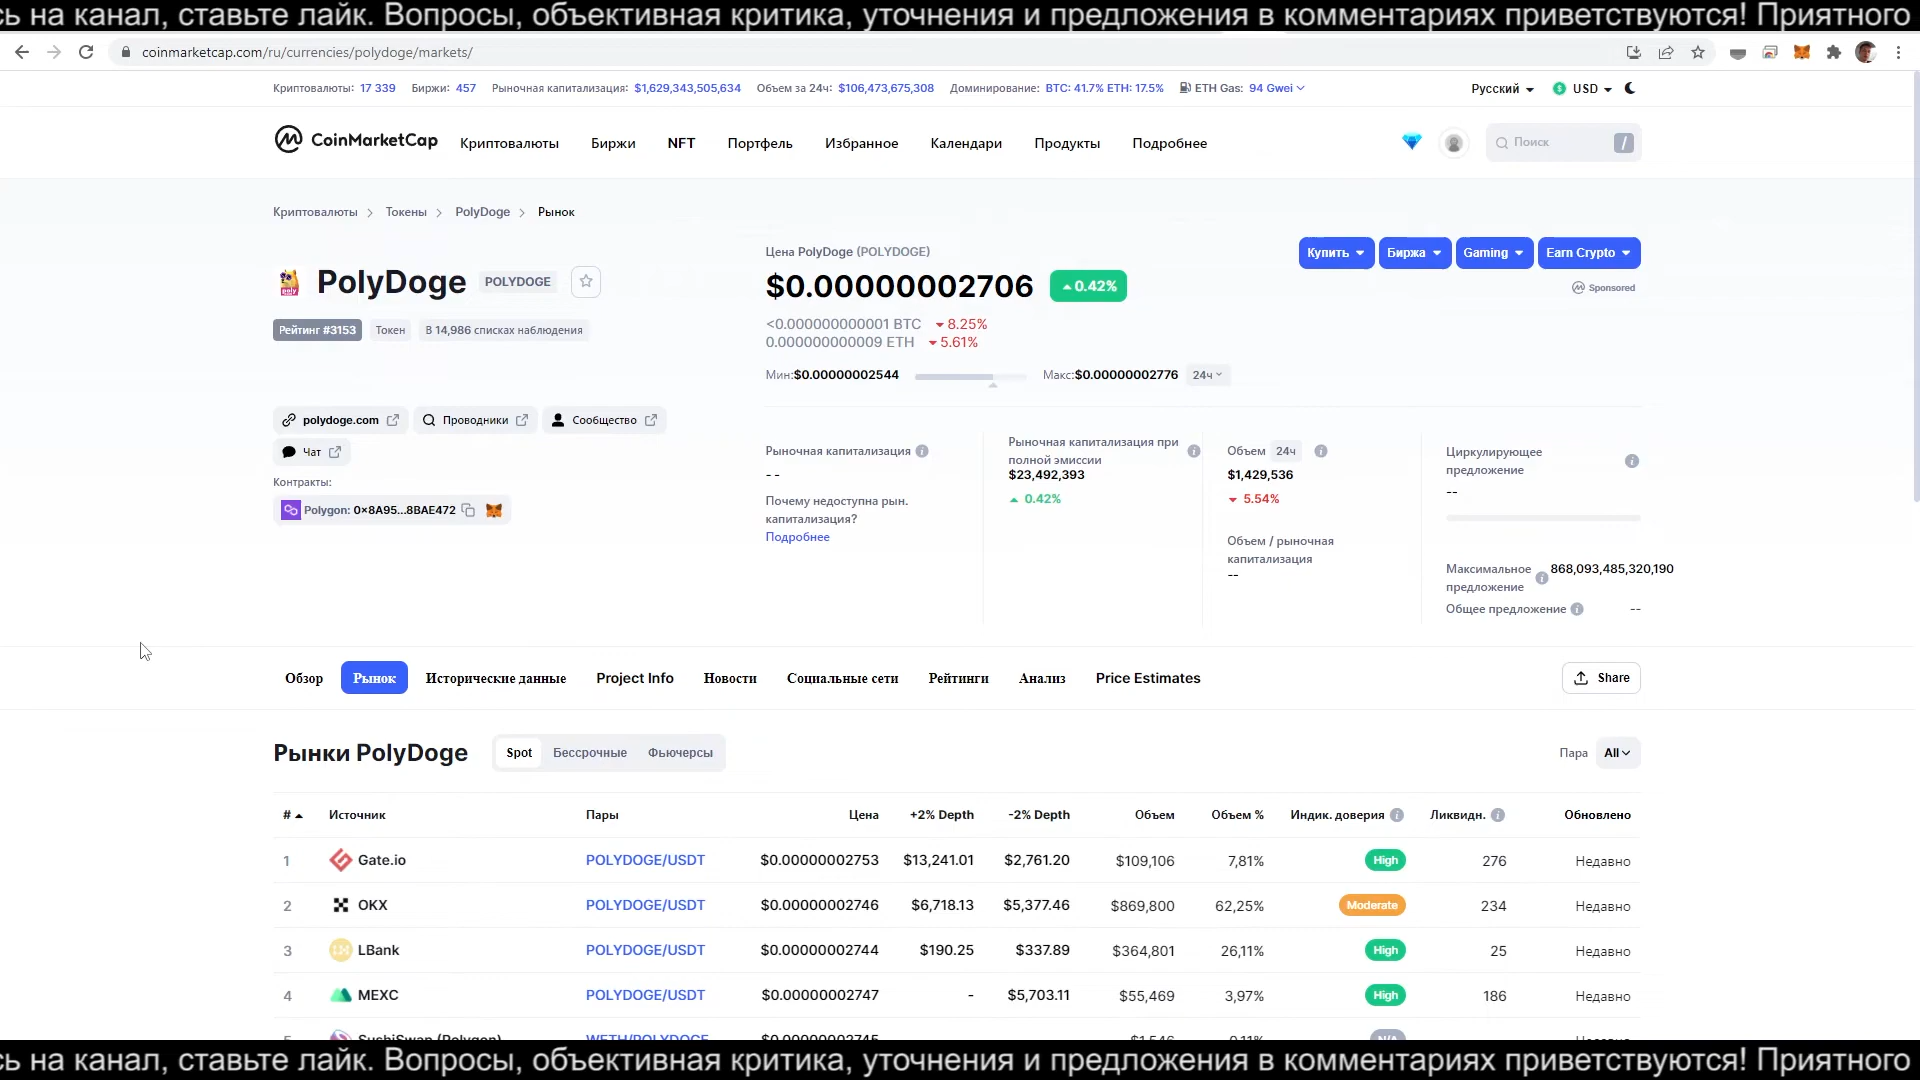 сь на канал, ставьте лайк. Вопросы, объективная критика, уточнения и предложения в комментариях приветствуются! Приятного
coinmarketcap.com/ru/currencies/polydoge/markets/
Криптовалюты: 17 339 Биржи: 457 Рыночная капитализация: $1,629,343,505,634 Объем за 24ч: $106,473,675,308 Доминирование: BTC: 41.7% ETH: 17.5% ETH Gas: 94 Gwei Русский USD
CoinMarketCap Криптовалюты Биржи NFT Портфель Избранное Календари Продукты Подробнее Поиск /
Криптовалюты > Токены > PolyDoge > Рынок
PolyDoge POLYDOGE
Рейтинг #3153 Токен В 14,986 списках наблюдения
polydoge.com Проводники Сообщество
Чат
Контракты:
Polygon: 0x8A95...8BAE472
Цена PolyDoge (POLYDOGE)
$0.00000002706 0.42%
<0.000000000001 BTC 8.25%
0.000000000009 ETH 5.61%
Мин:$0.00000002544 Макс:$0.00000002776 24ч
Купить Биржа Gaming Earn Crypto
Sponsored
Рыночная капитализация
- -
Почему недоступна рын.
капитализация?
Подробнее
Рыночная капитализация при
полной эмиссии
$23,492,393
0.42%
Объем 24ч
$1,429,536
5.54%
Объем / рыночная
капитализация
--
Циркулирующее
предложение
--
Максимальное
предложение
868,093,485,320,190
Общее предложение --
Обзор Рынок Исторические данные Project Info Новости Социальные сети Рейтинги Анализ Price Estimates Share
Рынки PolyDoge Spot Бессрочные Фьючерсы Пара All
# Источник Пары Цена +2% Depth -2% Depth Объем Объем % Индик. доверия Ликвидн. Обновлено
1 Gate.io POLYDOGE/USDT $0.00000002753 $13,241.01 $2,761.20 $109,106 7,81% High 276 Недавно
2 OKX POLYDOGE/USDT $0.00000002746 $6,718.13 $5,377.46 $869,800 62,25% Moderate 234 Недавно
3 LBank POLYDOGE/USDT $0.00000002744 $190.25 $337.89 $364,801 26,11% High 25 Недавно
4 MEXC POLYDOGE/USDT $0.00000002747 - $5,703.11 $55,469 3,97% High 186 Недавно
SushiSwap (Polygon) WETH/POLYDOGE $0.00000002745
сь на канал, ставьте лайк. Вопросы, объективная критика, уточнения и предложения в комментариях приветствуются! Приятного